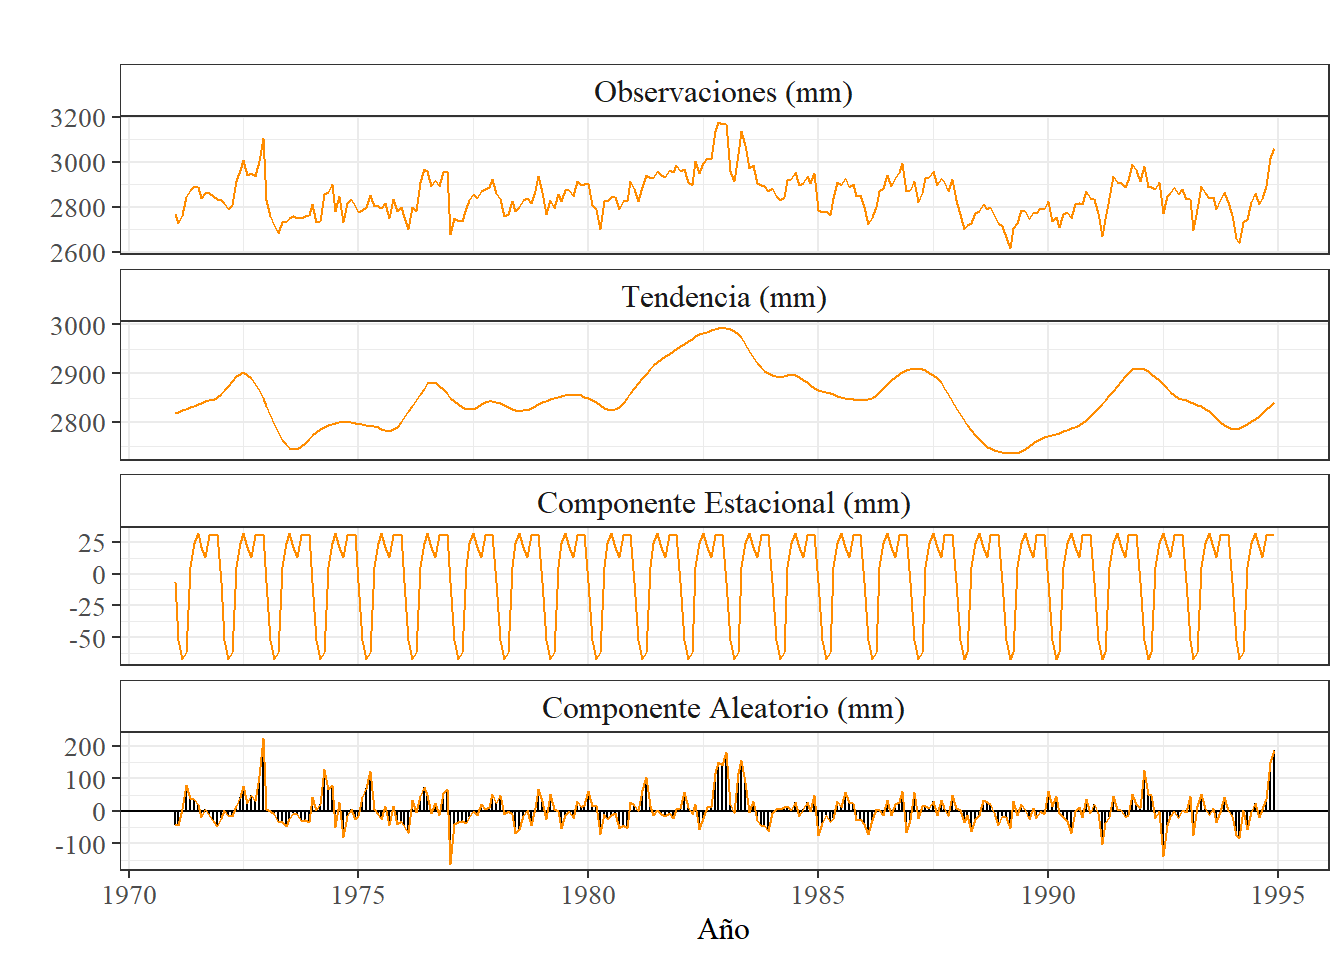 Observaciones (mm)
3200
3000
2800
2600
Tendencia (mm)
3000
2900
2800
Componente Estacional (mm)
25
0
-25
-50
Componente Aleatorio (mm)
200
100
0
-100
1970 1975 1980 1985 1990 1995
Año